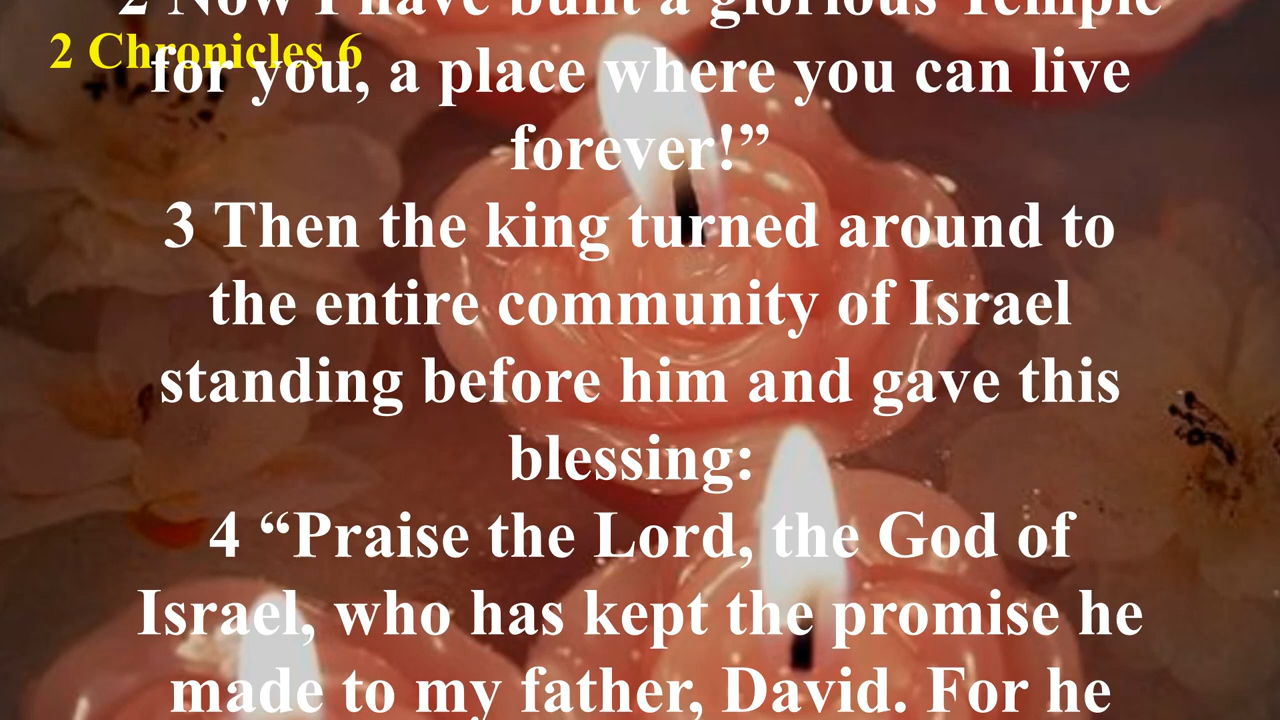 2 Now I have built a glorious Temple
2 Chronicles 6
for you, a place where you can live
forever!”
3 Then the king turned around to
the entire community of Israel
standing before him and gave this
blessing:
4 “Praise the Lord, the God of
Israel, who has kept the promise he
made to my father, David. For he